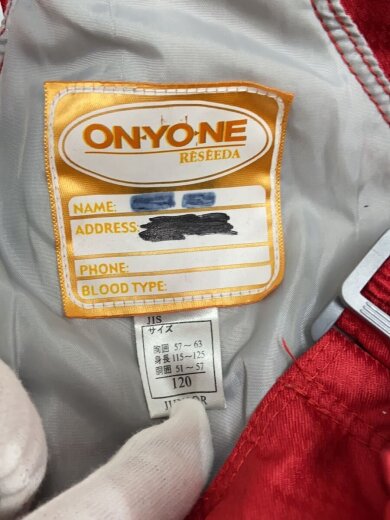 ON·YO·NE
RÈSÈEDA
NAME:
ADDRESS:
PHONE:
BLOOD TYPE:
JIS
サイズ
胸囲 57～63
身長 115～125
胴囲 51～57
120
JUNIOR